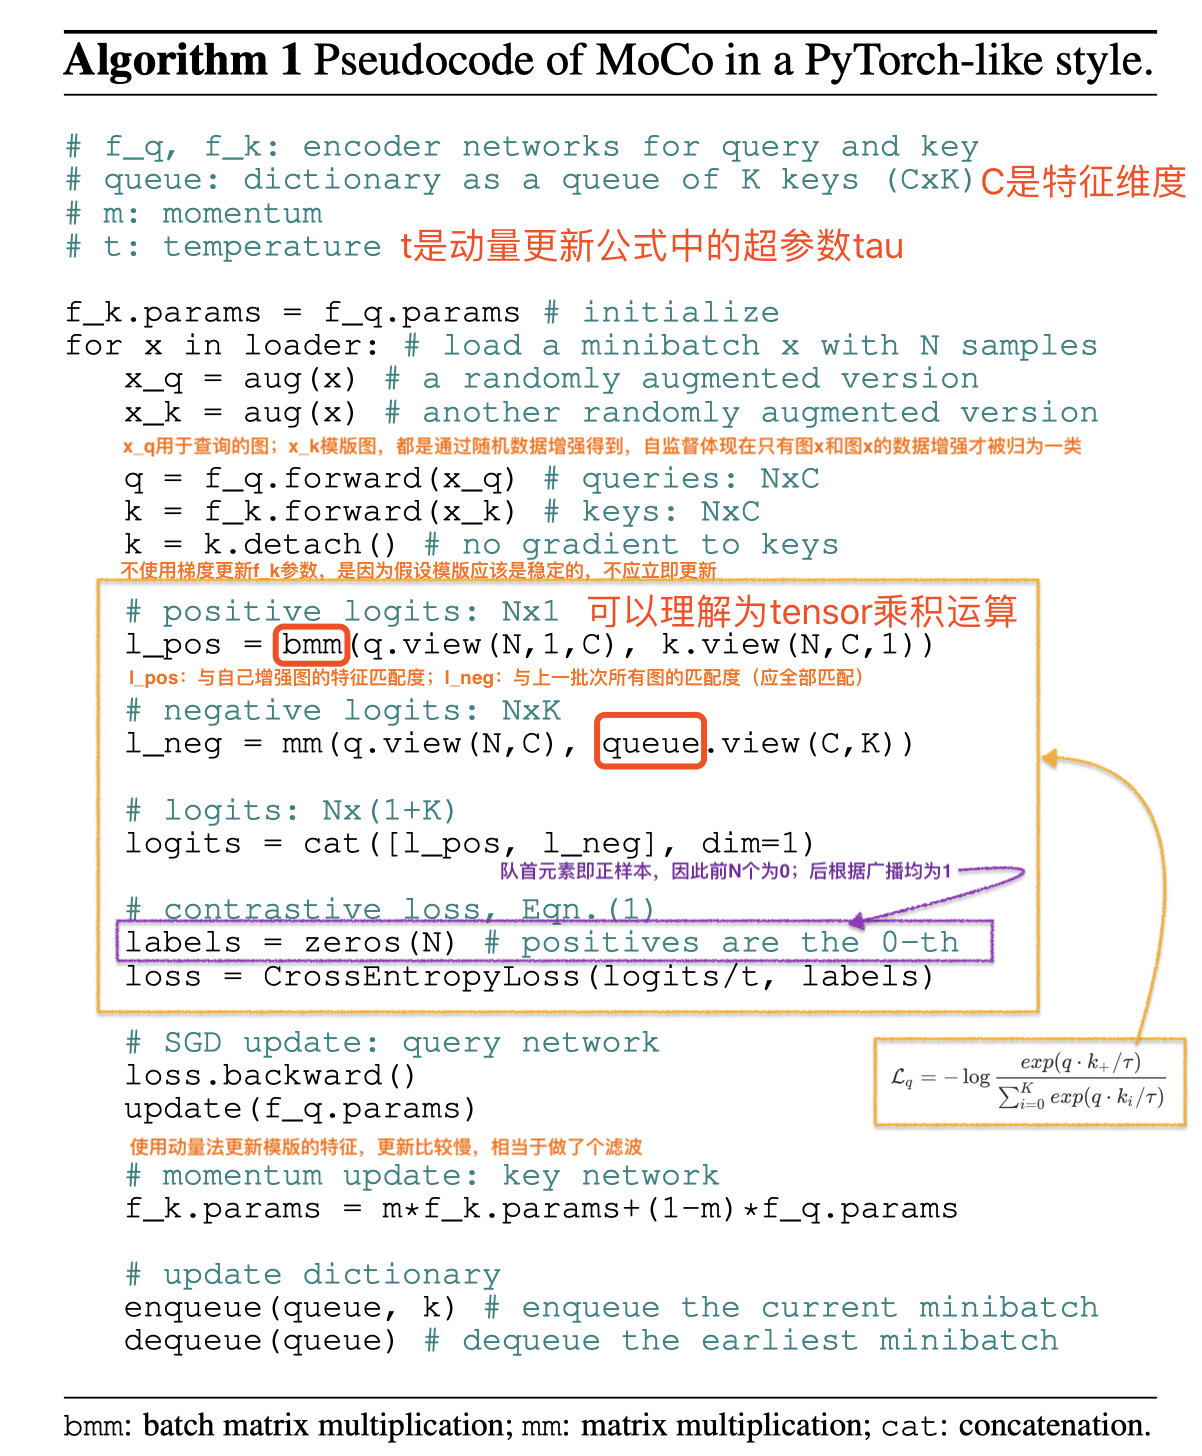 Algorithm 1 Pseudocode of MoCo in a PyTorch-like style.
# f_q, f_k: encoder networks for query and key
# queue: dictionary as a queue of K keys (CxK) C是特征维度
# m: momentum
# t: temperature t是动量更新公式中的超参数tau
f_k.params = f_q.params # initialize
for x in loader: # load a minibatch x with N samples
x_q = aug(x) # a randomly augmented version
x_k = aug(x) # another randomly augmented version
x_q用于查询的图；x_k模版图，都是通过随机数据增强得到，自监督体现在只有图x和图x的数据增强才被归为一类
q = f_q.forward(x_q) # queries: NxC
k = f_k.forward(x_k) # keys: NxC
k = k.detach() # no gradient to keys
不使用梯度更新f_k参数，是因为假设模版应该是稳定的，不应立即更新
# positive logits: Nx1 可以理解为tensor乘积运算
l_pos = bmm(q.view(N,1,C), k.view(N,C,1))
l_pos：与自己增强图的特征匹配度；l_neg：与上一批次所有图的匹配度（应全部匹配）
# negative logits: NxK
l_neg = mm(q.view(N,C), queue.view(C,K))
# logits: Nx(1+K)
logits = cat([l_pos, l_neg], dim=1)
队首元素即正样本，因此前N个为0；后根据广播均为1
# contrastive loss, Eqn.(1)
labels = zeros(N) # positives are the 0-th
loss = CrossEntropyLoss(logits/t, labels)
# SGD update: query network
loss.backward()
update(f_q.params)
$\mathcal{L}_q = -\log \frac{exp(q \cdot k_+/\tau)}{\sum_{i=0}^{K} exp(q \cdot k_i/\tau)}$
使用动量法更新模版的特征，更新比较慢，相当于做了个滤波
# momentum update: key network
f_k.params = m*f_k.params+(1-m)*f_q.params
# update dictionary
enqueue(queue, k) # enqueue the current minibatch
dequeue(queue) # dequeue the earliest minibatch
bmm: batch matrix multiplication; mm: matrix multiplication; cat: concatenation.